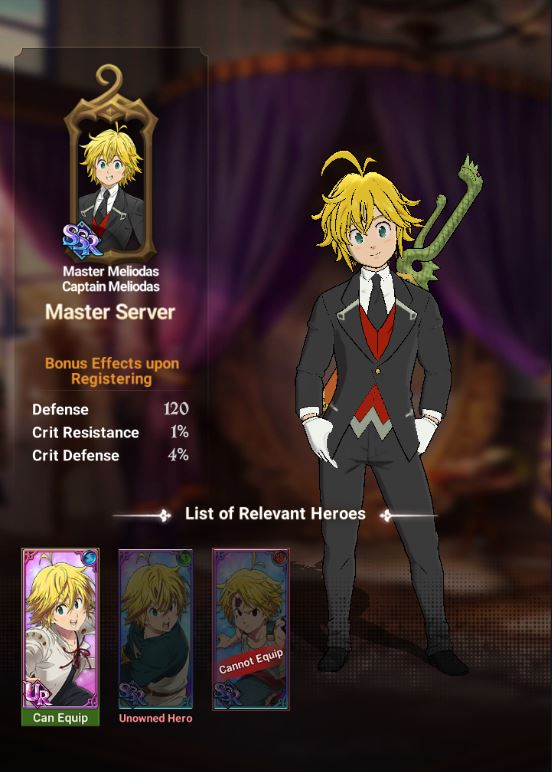 SSR
Master Meliodas
Captain Meliodas
Master Server
Bonus Effects upon
Registering
Defense 120
Crit Resistance 1%
Crit Defense 4%
List of Relevant Heroes
UR
SSR
SSR
Cannot Equip
Can Equip
Unowned Hero